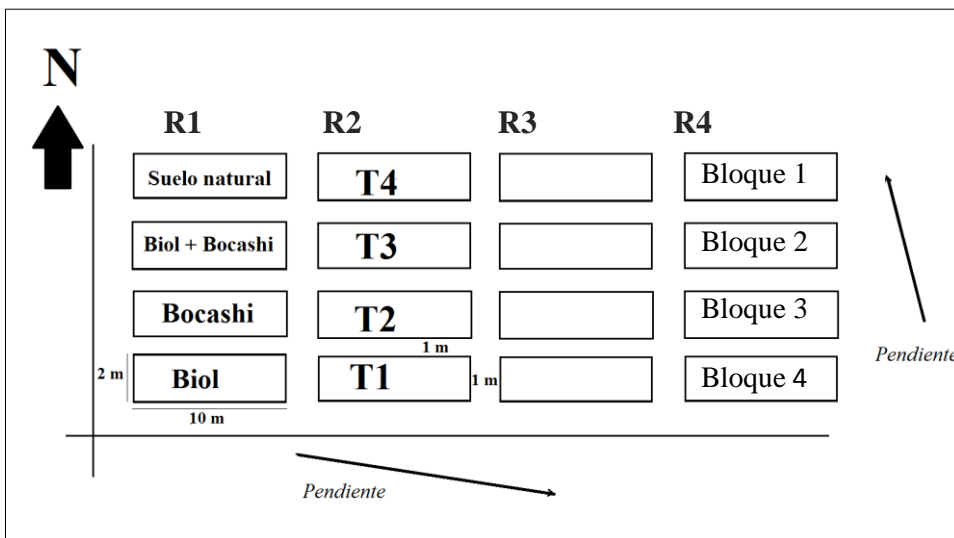 N
R1 R2 R3 R4
Suelo natural T4 Bloque 1
Biol + Bocashi T3 Bloque 2
Bocashi T2 Bloque 3
1 m
Pendiente
2 m Biol T1 1 m Bloque 4
10 m
Pendiente